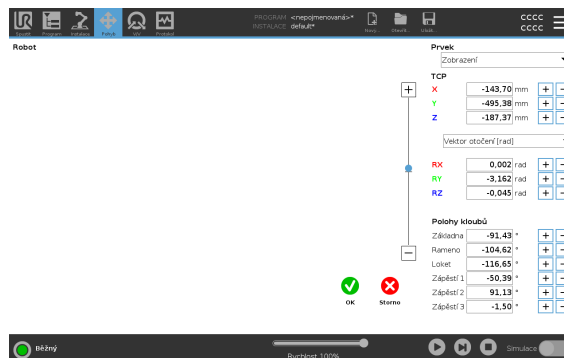 UR
PROGRAM <nepojmenovaná>*
INSTALACE default*
cccc
cccc
Spustit Program Instalace Pohyb I/O Protokol Nový... Otevřít... Uložit...
Robot
Prvek
Zobrazení
TCP
X -143,70 mm + −
Y -495,38 mm + −
Z -187,37 mm + −
Vektor otočení [rad]
RX 0,002 rad + −
RY -3,162 rad + −
RZ -0,045 rad + −
Polohy kloubů
Základna -91,43 ° + −
Rameno -104,62 ° + −
Loket -116,65 ° + −
Zápěstí 1 -50,39 ° + −
Zápěstí 2 91,13 ° + −
Zápěstí 3 -1,50 ° + −
OK Storno
Běžný
Rychlost 100%
Simulace